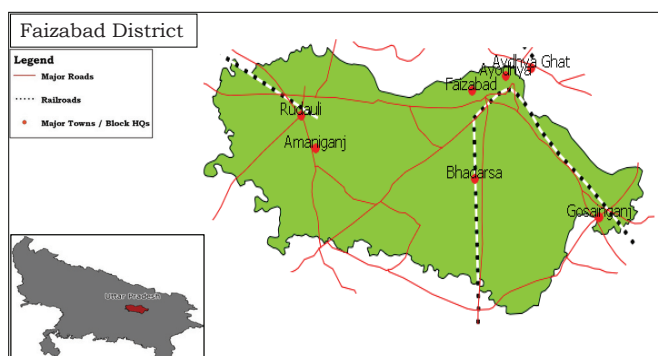 Faizabad District
Legend
Major Roads
Railroads
Major Towns / Block HQs
Aydhya Ghat
Ayodhya
Faizabad
Rudauli
Amaniganj
Bhadarsa
Gosainganj
Uttar Pradesh